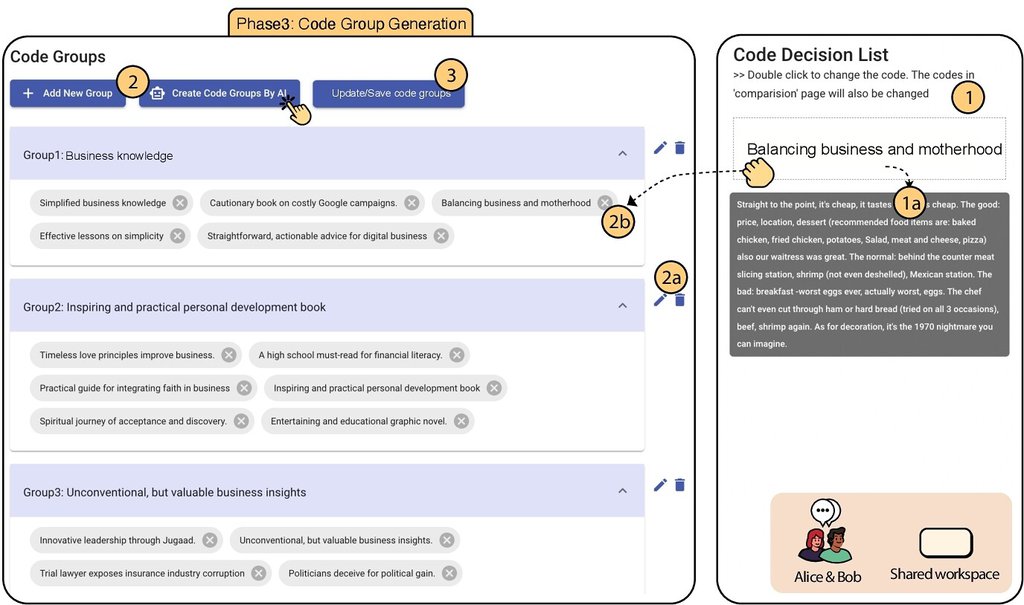 Phase3: Code Group Generation
Code Groups
+ Add New Group
2
Create Code Groups By AI
3
Update/Save code groups
Group1: Business knowledge
Simplified business knowledge
Cautionary book on costly Google campaigns.
Balancing business and motherhood
2b
Effective lessons on simplicity
Straightforward, actionable advice for digital business
2a
Group2: Inspiring and practical personal development book
Timeless love principles improve business.
A high school must-read for financial literacy.
Practical guide for integrating faith in business
Inspiring and practical personal development book
Spiritual journey of acceptance and discovery.
Entertaining and educational graphic novel.
Group3: Unconventional, but valuable business insights
Innovative leadership through Jugaad.
Unconventional, but valuable business insights.
Trial lawyer exposes insurance industry corruption
Politicians deceive for political gain.
Code Decision List
>> Double click to change the code. The codes in
'comparision' page will also be changed
1
Balancing business and motherhood
1a
Straight to the point, it's cheap, it tastes cheap. The good:
price, location, dessert (recommended food items are: baked
chicken, fried chicken, potatoes, Salad, meat and cheese, pizza)
also our waitress was great. The normal: behind the counter meat
slicing station, shrimp (not even deshelled), Mexican station. The
bad: breakfast -worst eggs ever, actually worst, eggs. The chef
can't even cut through ham or hard bread (tried on all 3 occasions),
beef, shrimp again. As for decoration, it's the 1970 nightmare you
can imagine.
Alice & Bob
Shared workspace